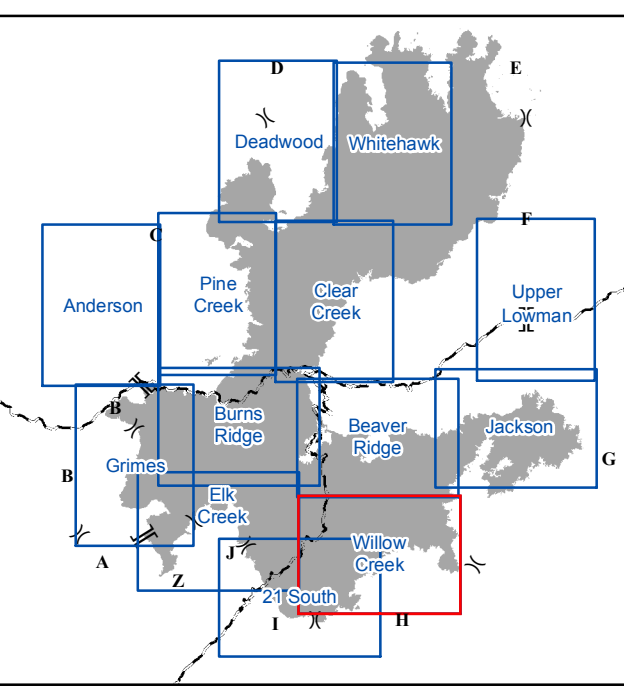 D
E
Deadwood
Whitehawk
F
C
Anderson
Pine
Creek
Clear
Creek
Upper
Lowman
B
Burns
Ridge
Beaver
Ridge
Jackson
G
B
Grimes
Elk
Creek
Willow
Creek
J
A
Z
21 South
I
H